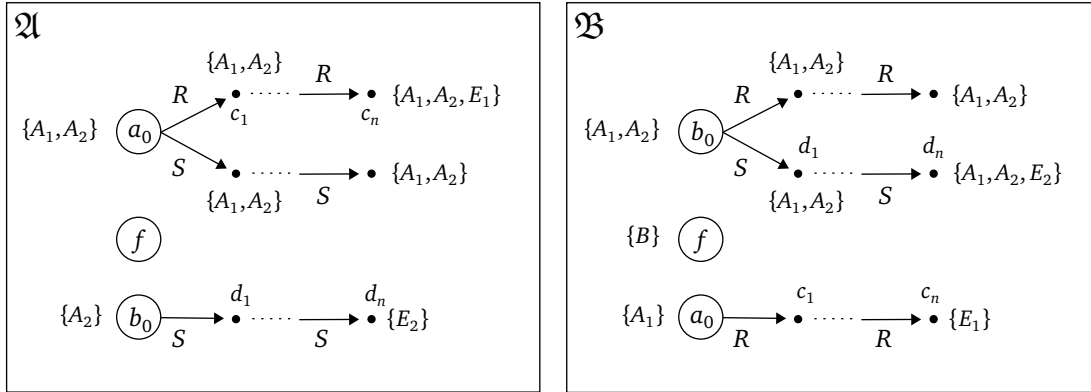 𝔄
{A₁, A₂}
R
R
c₁
cₙ
{A₁, A₂, E₁}
{A₁, A₂}
a₀
S
{A₁, A₂}
S
{A₁, A₂}
f
{A₂}
b₀
S
d₁
S
dₙ
{E₂}
𝔅
{A₁, A₂}
R
R
{A₁, A₂}
{A₁, A₂}
b₀
S
d₁
dₙ
{A₁, A₂}
S
{A₁, A₂, E₂}
{B}
f
{A₁}
a₀
R
c₁
R
cₙ
{E₁}